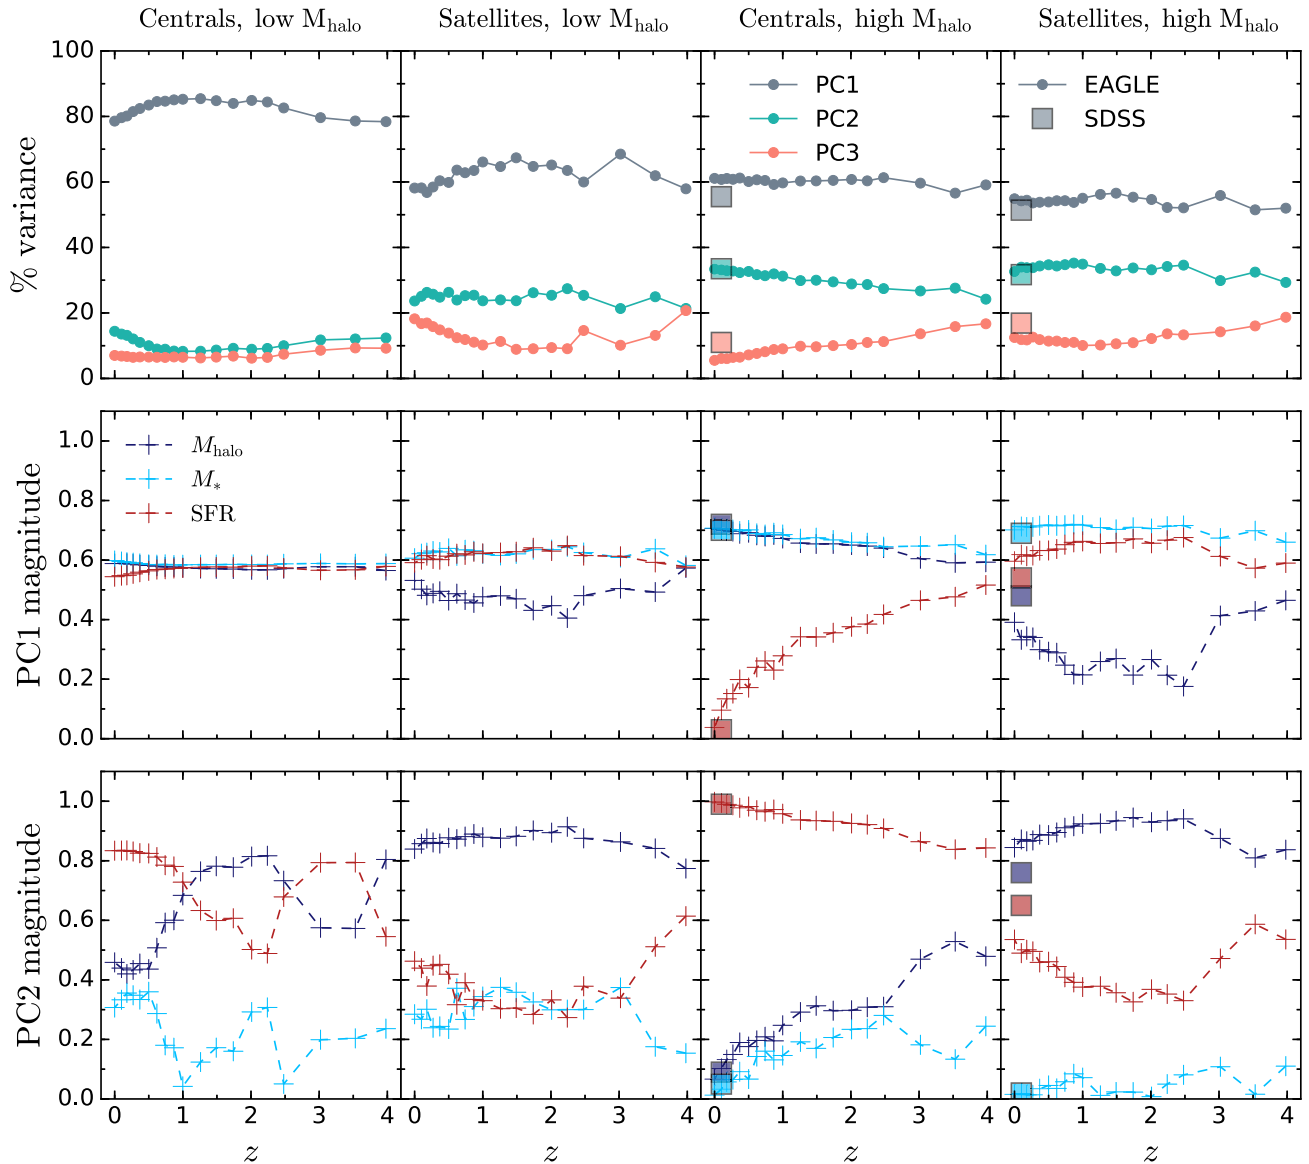 Centrals, low M_halo Satellites, low M_halo Centrals, high M_halo Satellites, high M_halo
% variance
100
80
60
40
20
0
PC1
PC2
PC3
EAGLE
SDSS
PC1 magnitude
1.0
0.8
0.6
0.4
0.2
0.0
M_halo
M_*
SFR
PC2 magnitude
1.0
0.8
0.6
0.4
0.2
0.0
0 1 2 3 4 0 1 2 3 4 0 1 2 3 4 0 1 2 3 4
z z z z